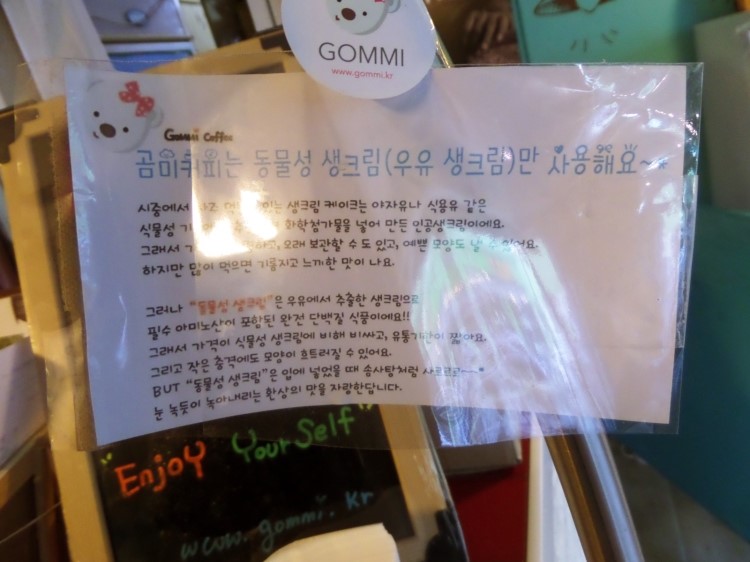 GOMMI
www.gommi.kr
Gommi Coffee
곰미커피는 동물성 생크림(우유 생크림)만 사용해요~*
시중에서 있는 생크림 케이크는 야자유나 식용유 같은
식물성 화학첨가물을 넣어 만든 인공생크림이에요.
그래서 오래 보관할 수도 있고, 예쁜 모양도 낼 수 있어요.
하지만 많이 먹으면 기름지고 느끼한 맛이 나요.
그러나 "동물성 생크림"은 우유에서 추출한 생크림으로
필수 아미노산이 포함된 완전 단백질 식품이에요!!
그래서 가격이 식물성 생크림에 비해 비싸고, 유통기한이 짧아요.
그리고 작은 충격에도 모양이 흐트러질 수 있어요.
BUT "동물성 생크림"은 입에 넣었을 때 솜사탕처럼 사르르르~~*
눈 녹듯이 녹아내리는 환상의 맛을 자랑한답니다.
"Enjoy YourSelf"
www.gommi.kr